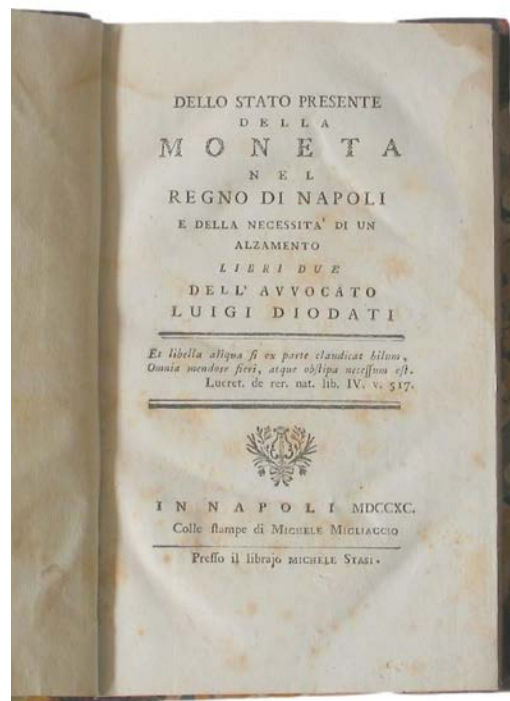 DELLO STATO PRESENTE
DELLA
MONETA
NEL
REGNO DI NAPOLI
E DELLA NECESSITA' DI UN
ALZAMENTO
LIBRI DUE
DELL' AVVOCATO
LUIGI DIODATI
Et libella aliqua ſi ex parte claudicat hilum,
Omnia mendoſe fieri, atque obſtipa neceſſum eſt.
Lucret. de rer. nat. lib. IV. v. 517.
IN NAPOLI MDCCXC.
Colle ſtampe di MICHELE MIGLIACCIO
Preſſo il librajo MICHELE STASI.